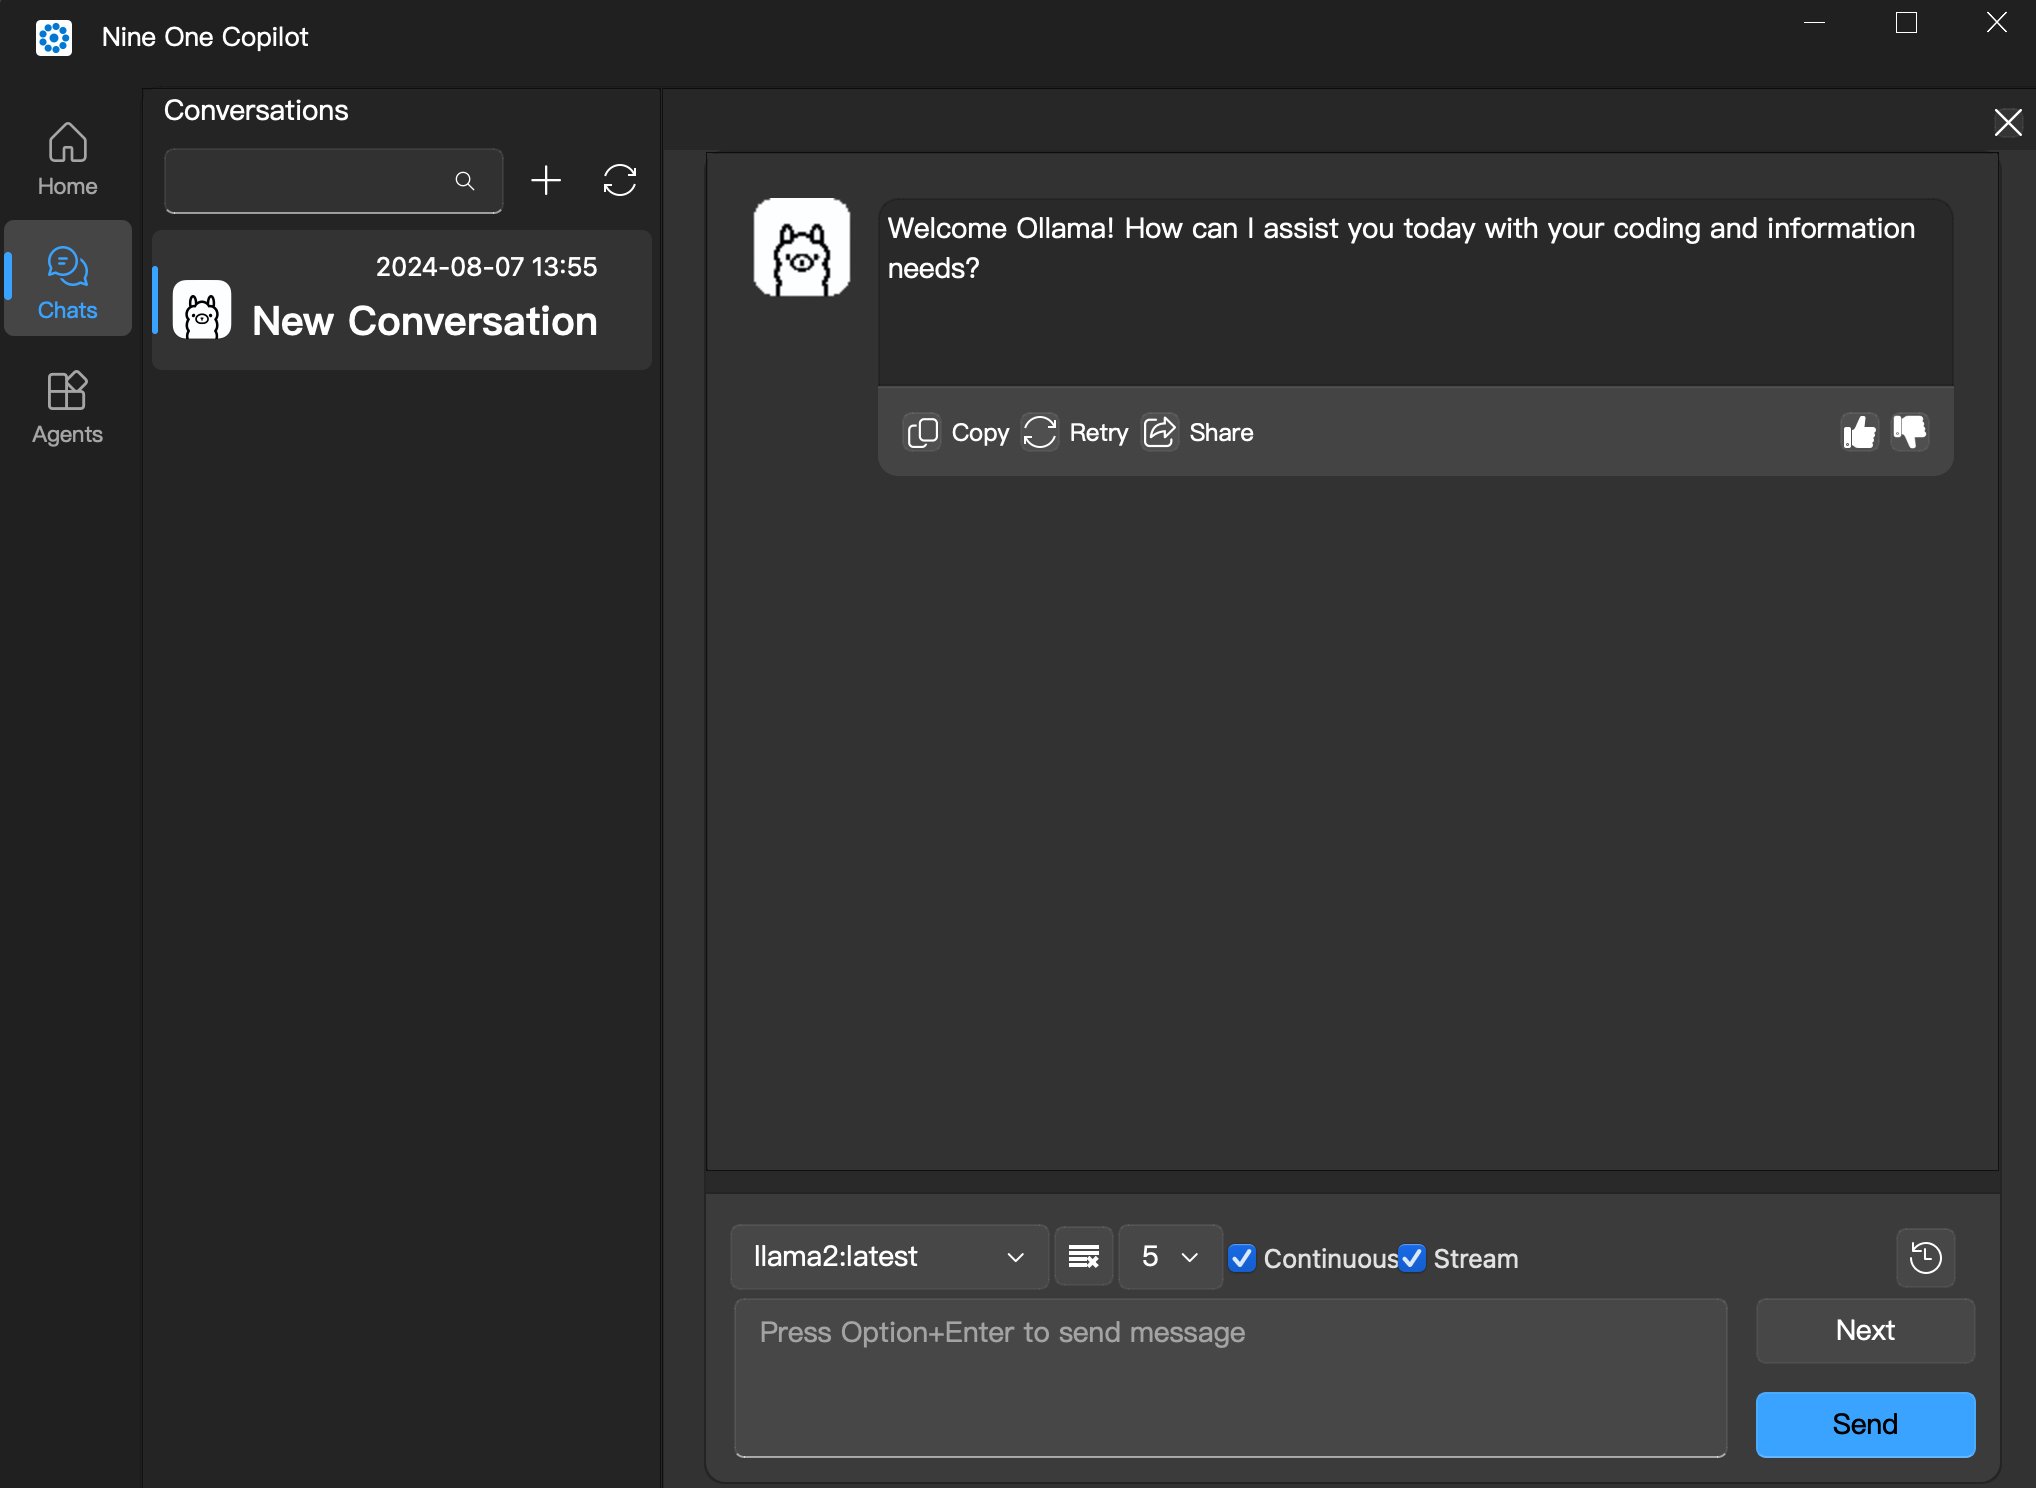 Nine One Copilot
Home
Chats
Agents
Conversations
2024-08-07 13:55
New Conversation
Welcome Ollama! How can I assist you today with your coding and information
needs?
Copy Retry Share
llama2:latest 5 Continuous Stream
Press Option+Enter to send message
Next
Send